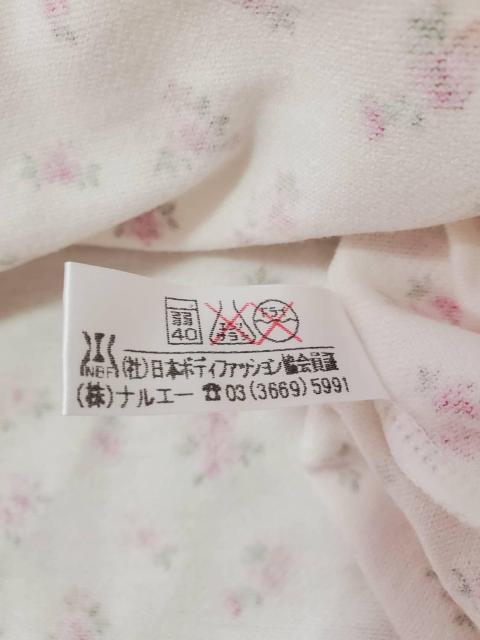 弱
40
エンソ
サラシ
ドライ
NBF (社)日本ボディファッション協会員証
(株)ナルエー ☎03(3669)5991